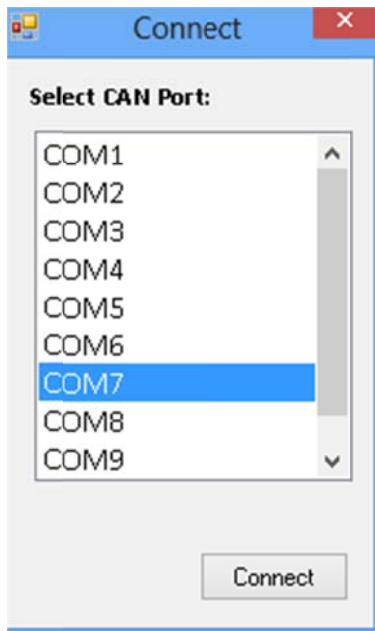 Connect
Select CAN Port:
COM1
COM2
COM3
COM4
COM5
COM6
COM7
COM8
COM9
Connect